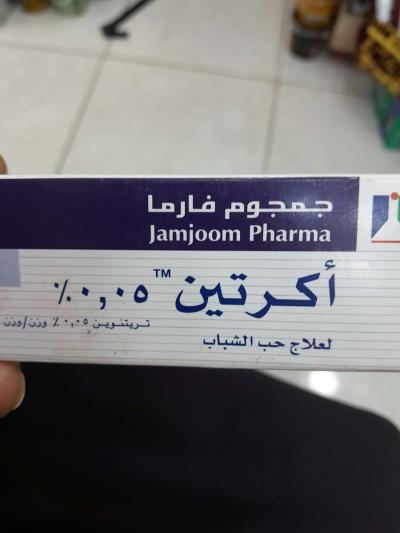 جمجوم فارما
Jamjoom Pharma
أكرتين™ ٠,٠٥٪
تريتنوين ٠,٠٥٪ وزن/وزن
لعلاج حب الشباب